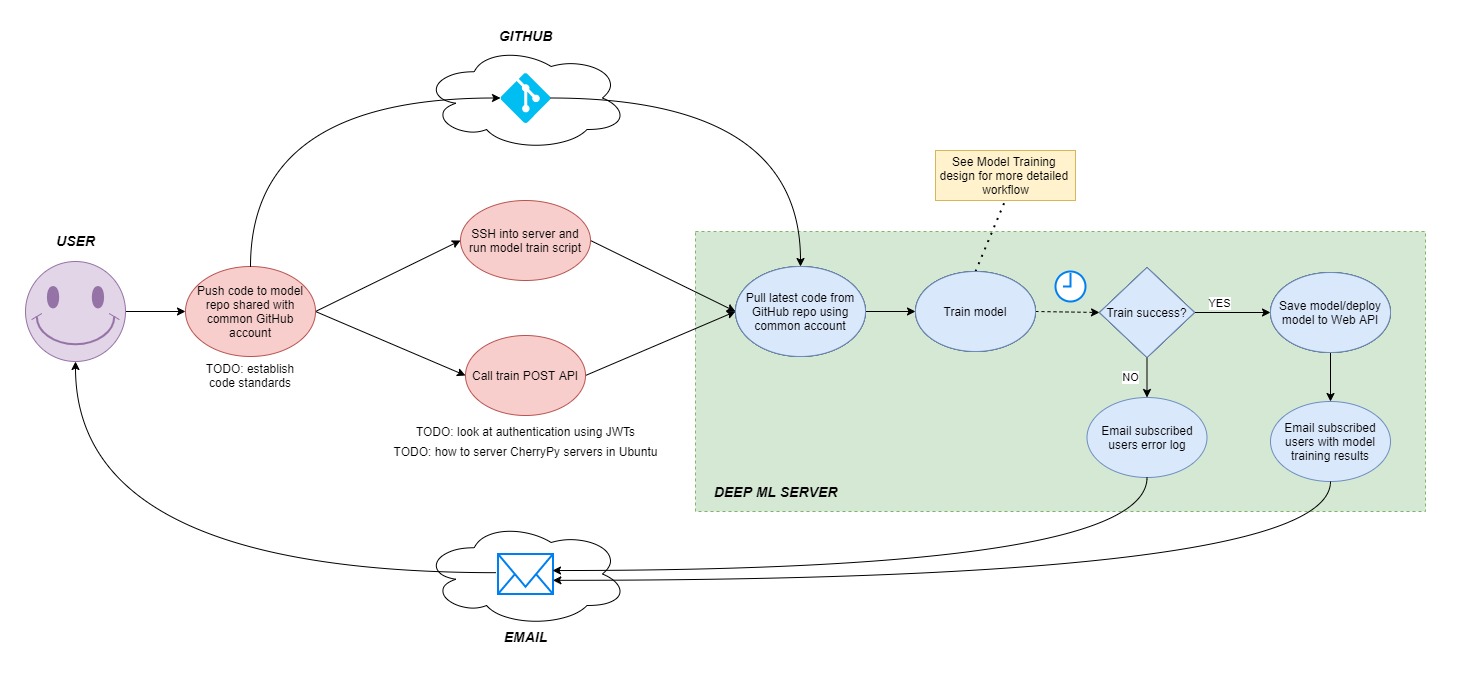 GITHUB
See Model Training
design for more detailed
workflow
USER
SSH into server and
run model train script
Push code to model
repo shared with
common GitHub
account
Pull latest code from
GitHub repo using
common account
Train model
Train success?
YES
Save model/deploy
model to Web API
TODO: establish
code standards
Call train POST API
NO
TODO: look at authentication using JWTs
TODO: how to server CherryPy servers in Ubuntu
Email subscribed
users error log
Email subscribed
users with model
training results
DEEP ML SERVER
EMAIL